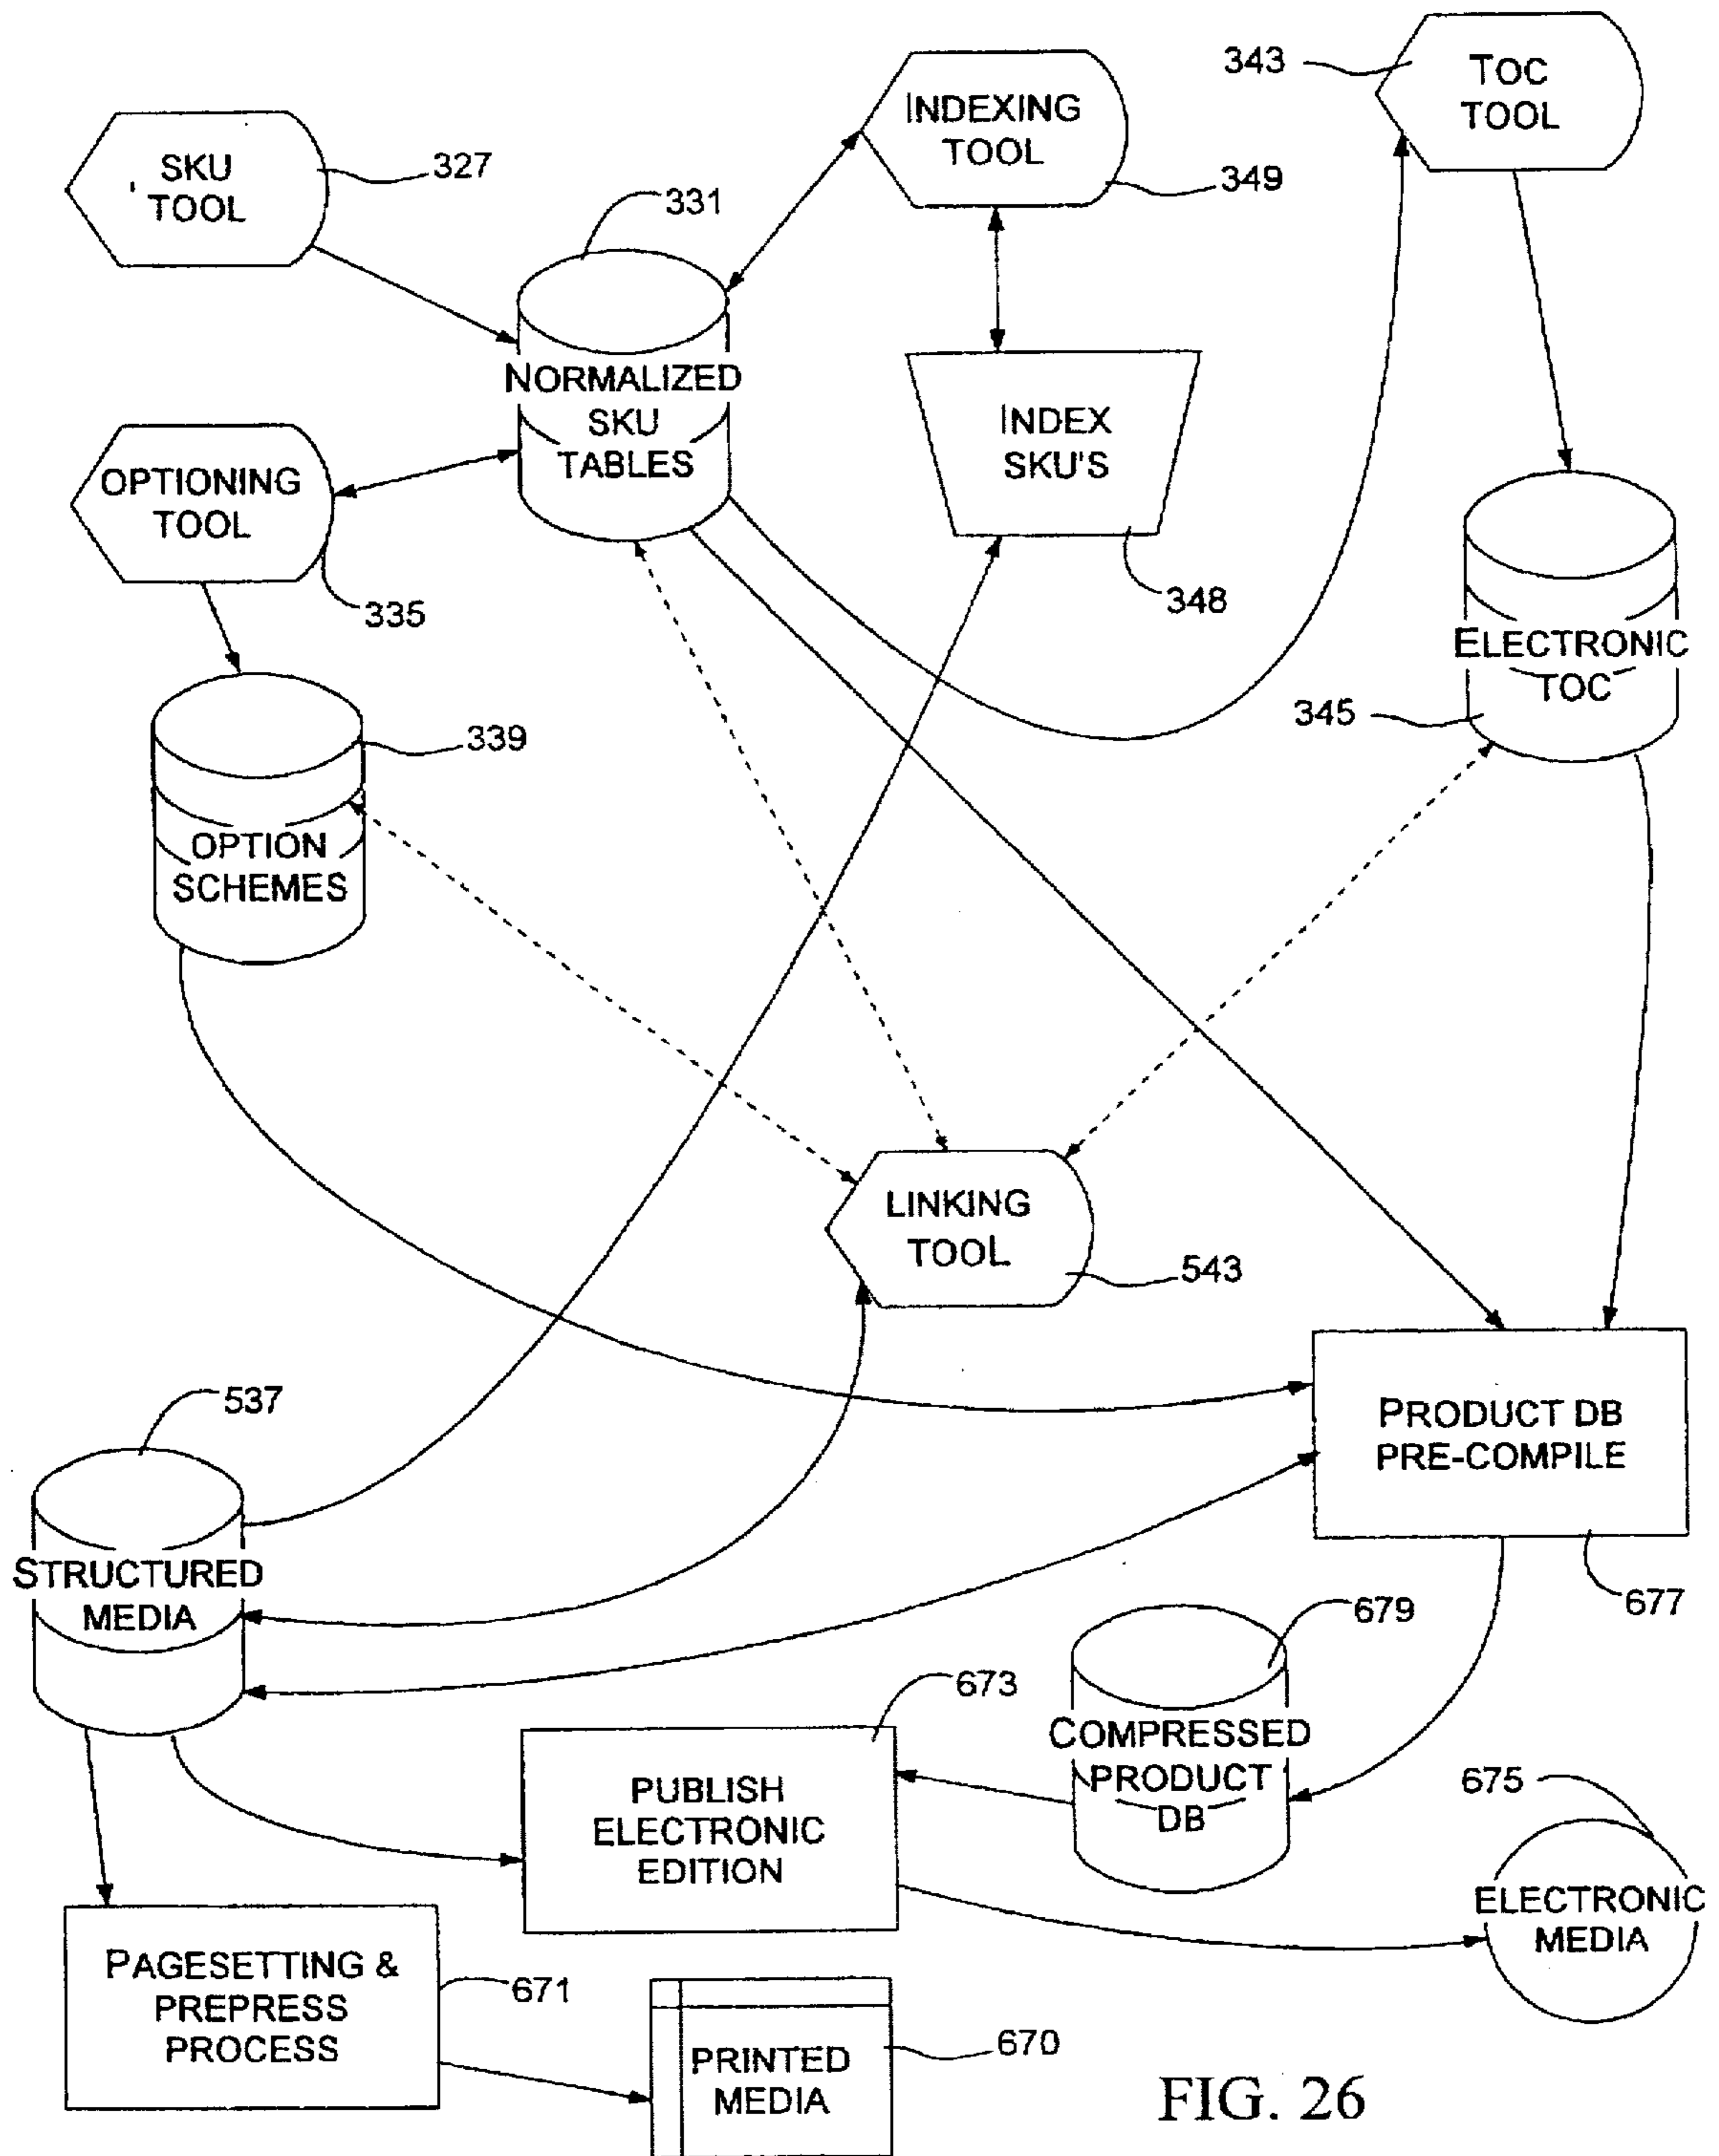 343
TOC
TOOL
INDEXING
TOOL
349
SKU
TOOL
327
331
NORMALIZED
SKU
TABLES
INDEX
SKU'S
348
OPTIONING
TOOL
335
ELECTRONIC
TOC
345
339
OPTION
SCHEMES
LINKING
TOOL
543
537
STRUCTURED
MEDIA
PRODUCT DB
PRE-COMPILE
677
679
COMPRESSED
PRODUCT
DB
673
PUBLISH
ELECTRONIC
EDITION
675
ELECTRONIC
MEDIA
PAGESETTING &
PREPRESS
PROCESS
671
PRINTED
MEDIA
670
FIG. 26